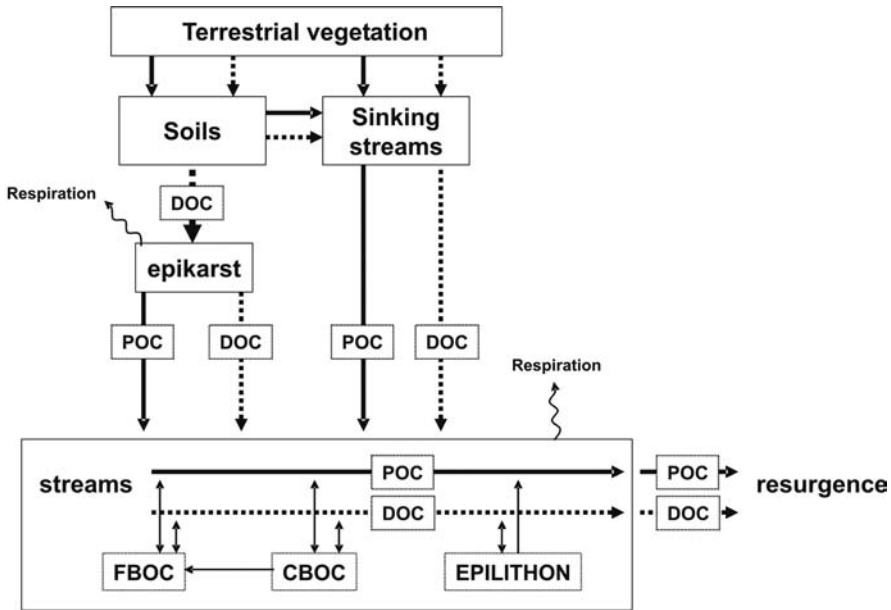 Terrestrial vegetation
Soils
Sinking
streams
Respiration
DOC
epikarst
POC
DOC
POC
DOC
Respiration
streams
POC
POC
resurgence
DOC
DOC
FBOC
CBOC
EPILITHON